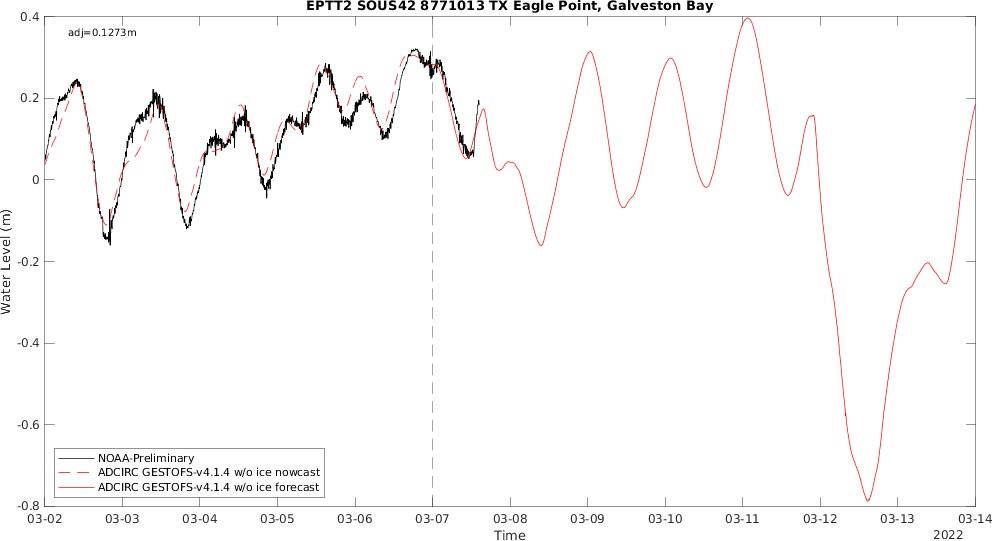 EPTT2 SOUS42 8771013 TX Eagle Point, Galveston Bay
adj=0.1273m
0.4
0.2
0
-0.2
-0.4
-0.6
-0.8
Water Level (m)
NOAA-Preliminary
ADCIRC GESTOFS-v4.1.4 w/o ice nowcast
ADCIRC GESTOFS-v4.1.4 w/o ice forecast
03-02 03-03 03-04 03-05 03-06 03-07 03-08 03-09 03-10 03-11 03-12 03-13 03-14
Time
2022